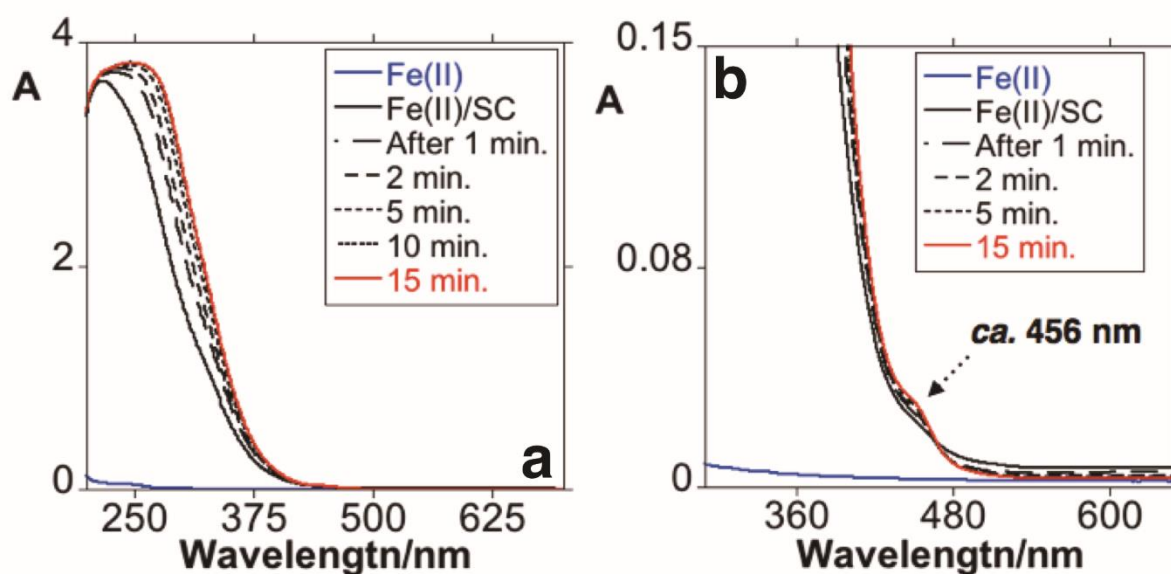 4
A
2
0
a
Fe(II)
Fe(II)/SC
After 1 min.
2 min.
5 min.
10 min.
15 min.
250 375 500 625
Wavelengtn/nm
0.15
b
A
0.08
0
Fe(II)
Fe(II)/SC
After 1 min.
2 min.
5 min.
15 min.
ca. 456 nm
360 480 600
Wavelengtn/nm